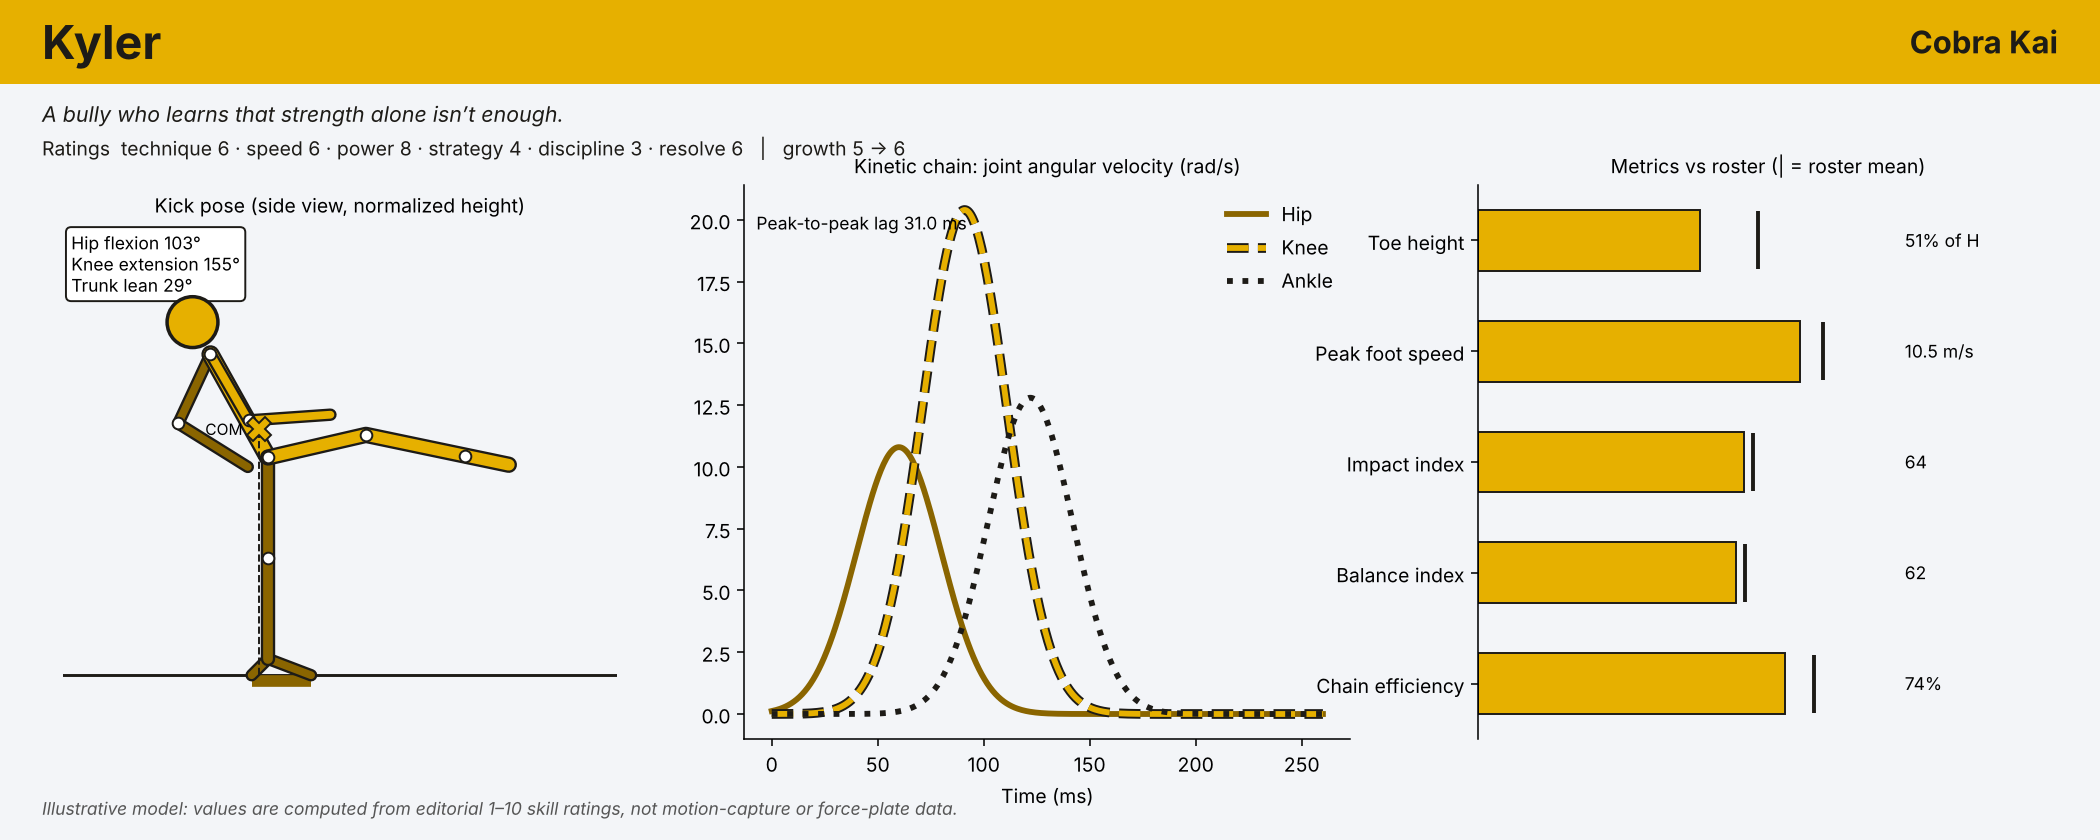 Kyler
Cobra Kai
A bully who learns that strength alone isn’t enough.
Ratings technique 6 · speed 6 · power 8 · strategy 4 · discipline 3 · resolve 6 | growth 5 → 6
Kick pose (side view, normalized height)
Hip flexion 103°
Knee extension 155°
Trunk lean 29°
COM
Kinetic chain: joint angular velocity (rad/s)
Peak-to-peak lag 31.0 ms
Hip
Knee
Ankle
20.0
17.5
15.0
12.5
10.0
7.5
5.0
2.5
0.0
0 50 100 150 200 250
Time (ms)
Metrics vs roster (| = roster mean)
Toe height 51% of H
Peak foot speed 10.5 m/s
Impact index 64
Balance index 62
Chain efficiency 74%
Illustrative model: values are computed from editorial 1–10 skill ratings, not motion-capture or force-plate data.